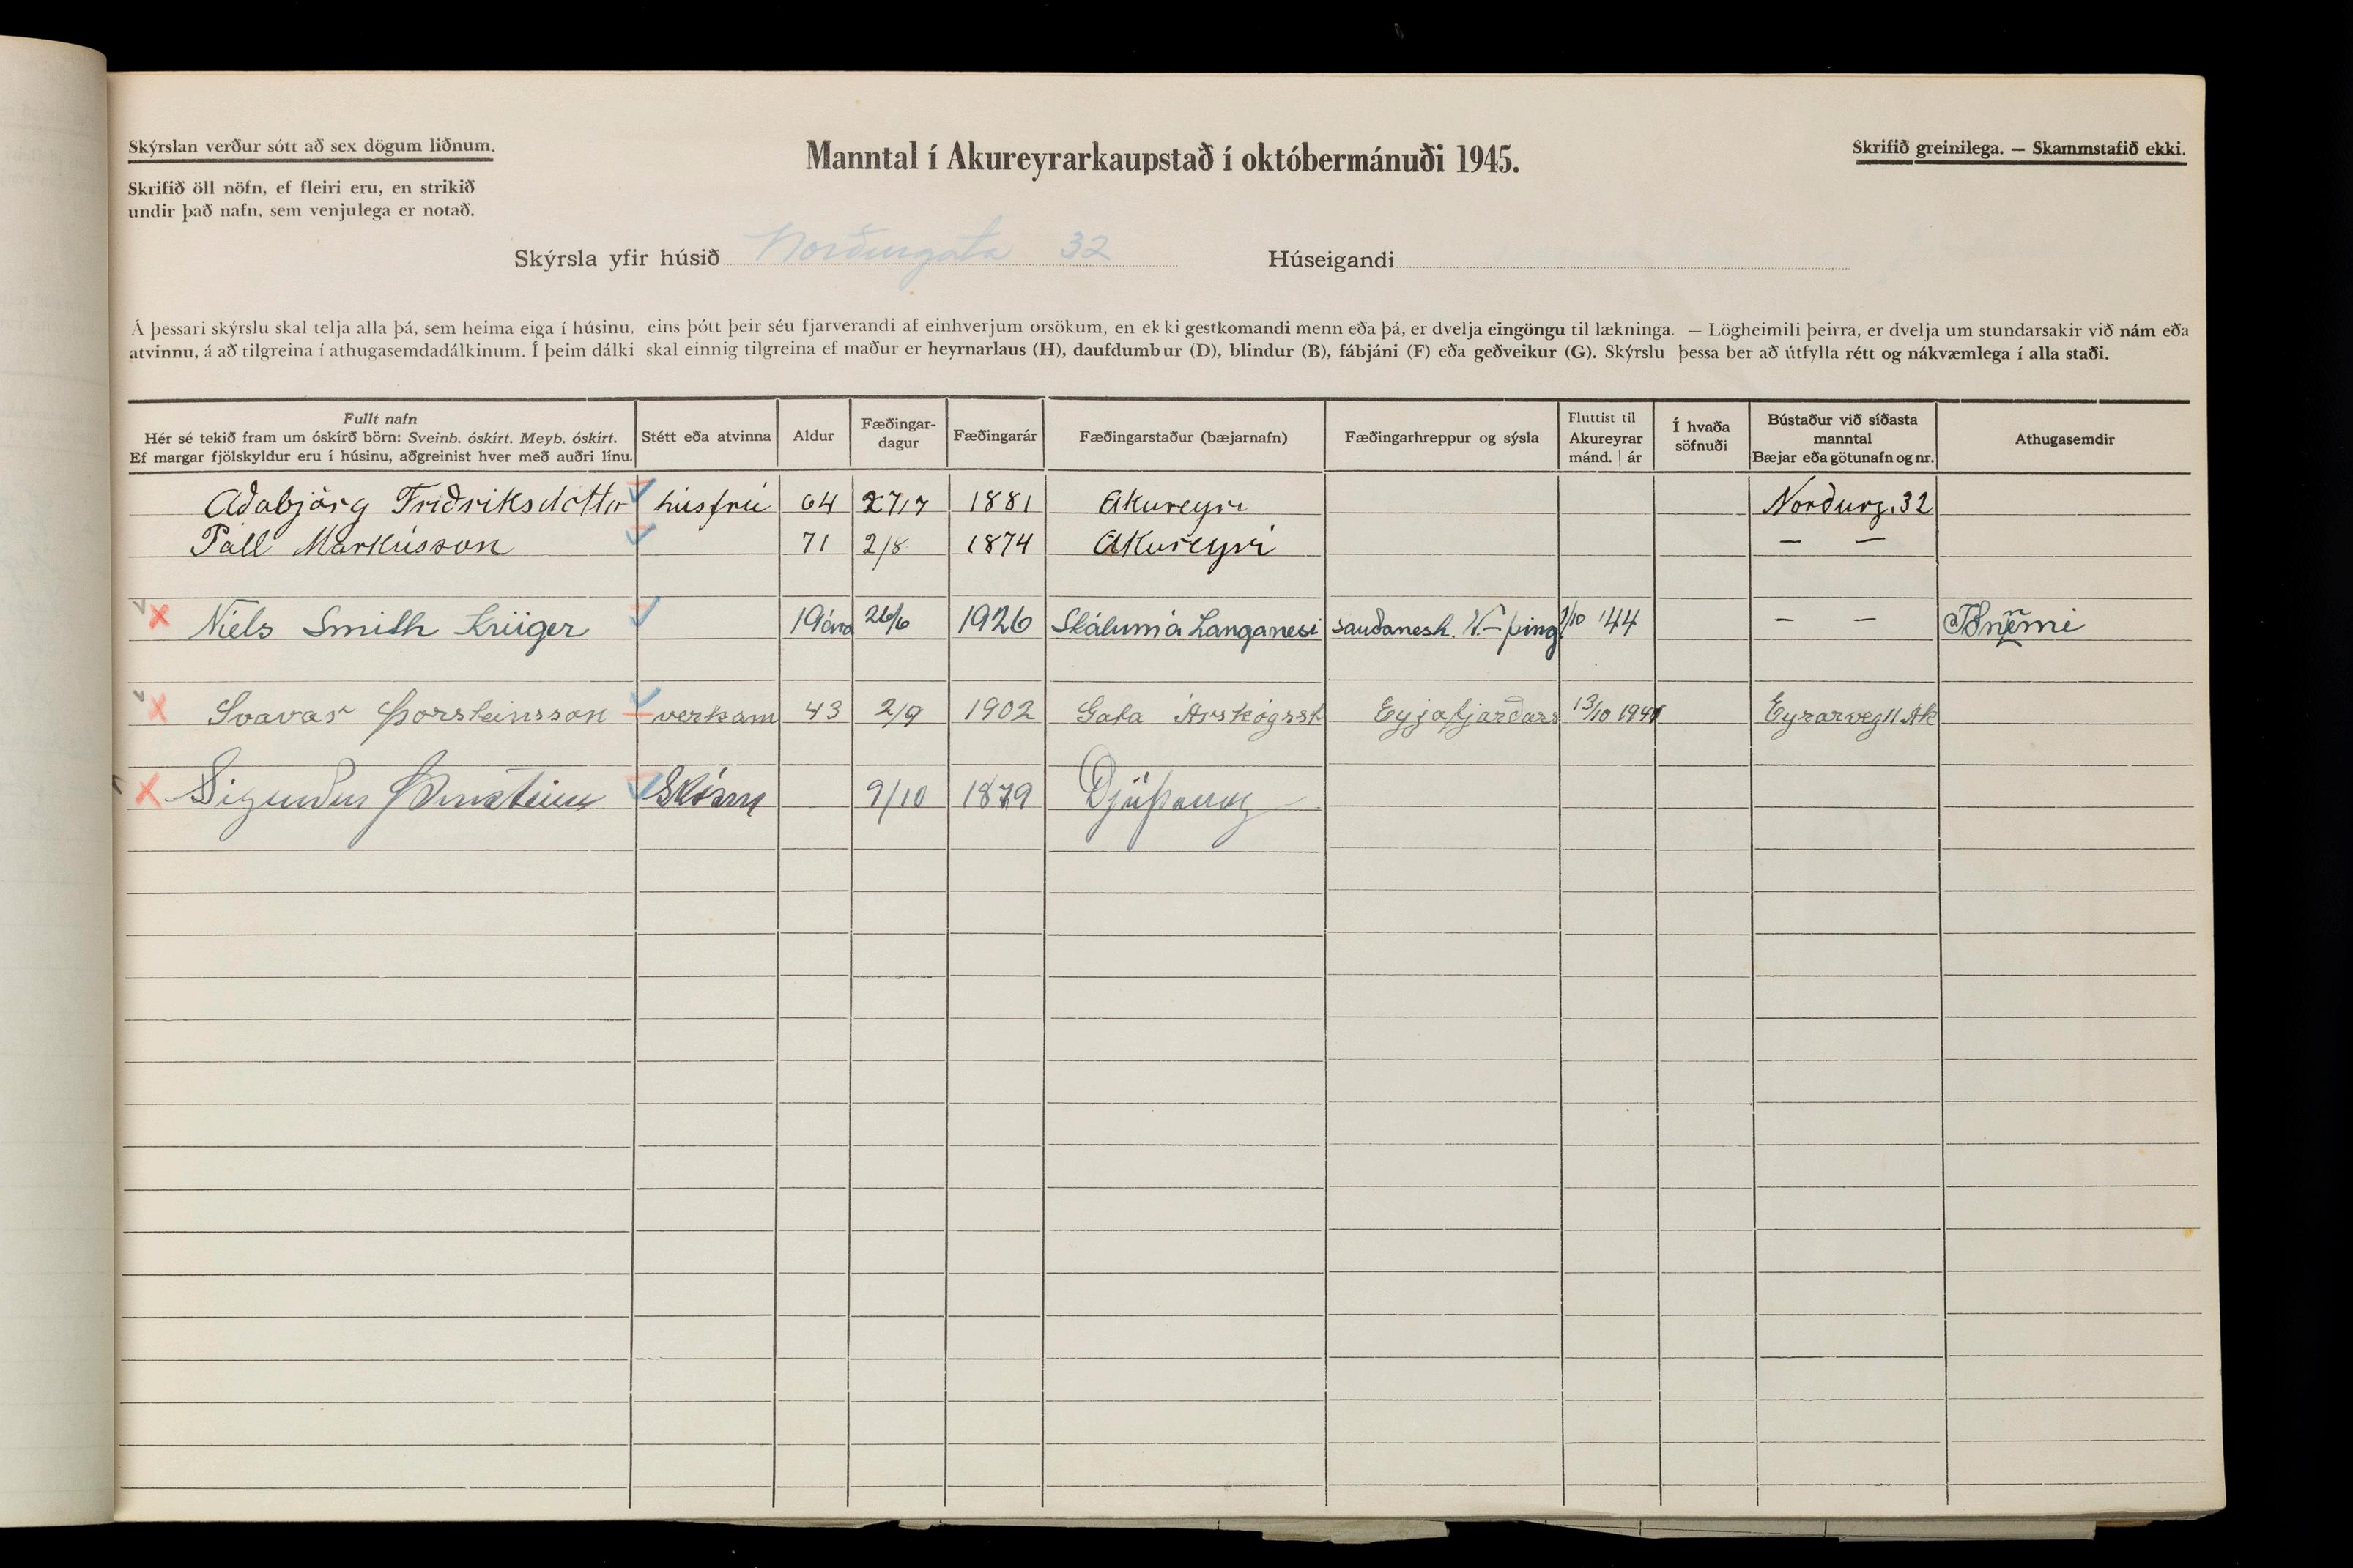 Skýrslan verður sótt að sex dögum liðnum.
Skrifið öll nöfn, ef fleiri eru, en strikið
undir það nafn, sem venjulega er notað.
Manntal í Akureyrarkaupstað í októbermánuði 1945.
Skrifið greinilega. — Skammstafið ekki.
Skýrsla yfir húsið Norðurgata 32 Húseigandi
Á þessari skýrslu skal telja alla þá, sem heima eiga í húsinu, eins þótt þeir séu fjarverandi af einhverjum orsökum, en ekki gestkomandi menn eða þá, er dvelja eingöngu til lækninga. — Lögheimili þeirra, er dvelja um stundarsakir við nám eða
atvinnu, á að tilgreina í athugasemdadálkinum. Í þeim dálki skal einnig tilgreina ef maður er heyrnarlaus (H), daufdumbur (D), blindur (B), fábjáni (F) eða geðveikur (G). Skýrslu þessa ber að útfylla rétt og nákvæmlega í alla staði.
Fullt nafn
Hér sé tekið fram um óskírð börn: Sveinb. óskírt. Meyb. óskírt.
Ef margar fjölskyldur eru í húsinu, aðgreinist hver með auðri línu.
Stétt eða atvinna
Aldur
Fæðingar-
dagur
Fæðingarár
Fæðingarstaður (bæjarnafn)
Fæðingarhreppur og sýsla
Fluttist til
Akureyrar
mánd. | ár
Í hvaða
söfnuði
Bústaður við síðasta
manntal
Bæjar eða götunafn og nr.
Athugasemdir
Aðabjörg Friðriksdóttir húsfrú 64 27/7 1881 Akureyri Norðurg. 32
Páll Markússon 71 2/8 1874 Akureyri — —
Niels Smith Krüger 19 ára 26/6 1926 Skálum á Langanesi Sauðanesh. N.-þing 1/10 '44 — —
Svavar Þorsteinsson verkam 43 2/9 1902 Gata Árskógsst Eyjafjarðars 13/10 Eyrarveg 11 Ak
Sigurður 9/10